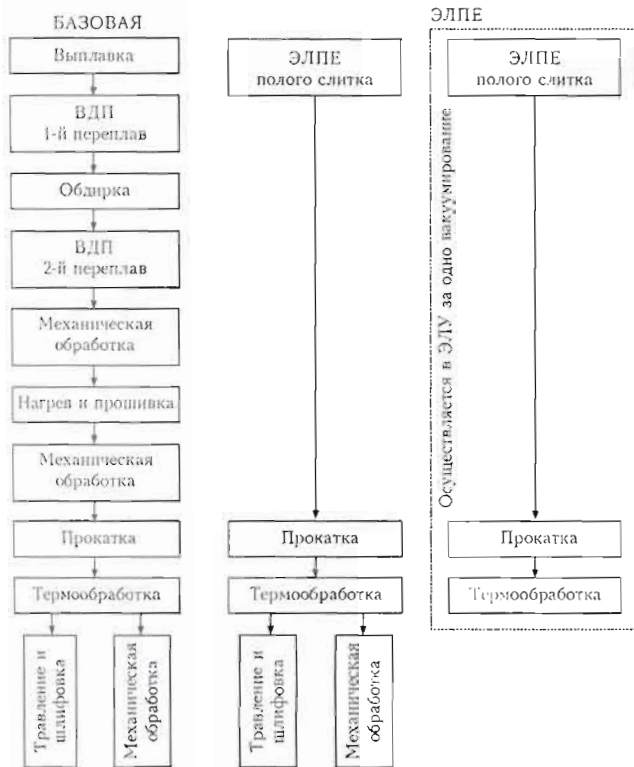 БАЗОВАЯ
Выплавка
ВДП
1-й переплав
Обдирка
ВДП
2-й переплав
Механическая
обработка
Нагрев и прошивка
Механическая
обработка
Прокатка
Термообработка
Травление и
шлифовка
Механическая
обработка
ЭЛПЕ
полого слитка
Прокатка
Термообработка
Травление и
шлифовка
Механическая
обработка
ЭЛПЕ
Осуществляется в ЭЛУ за одно вакуумирование
ЭЛПЕ
полого слитка
Прокатка
Термообработка